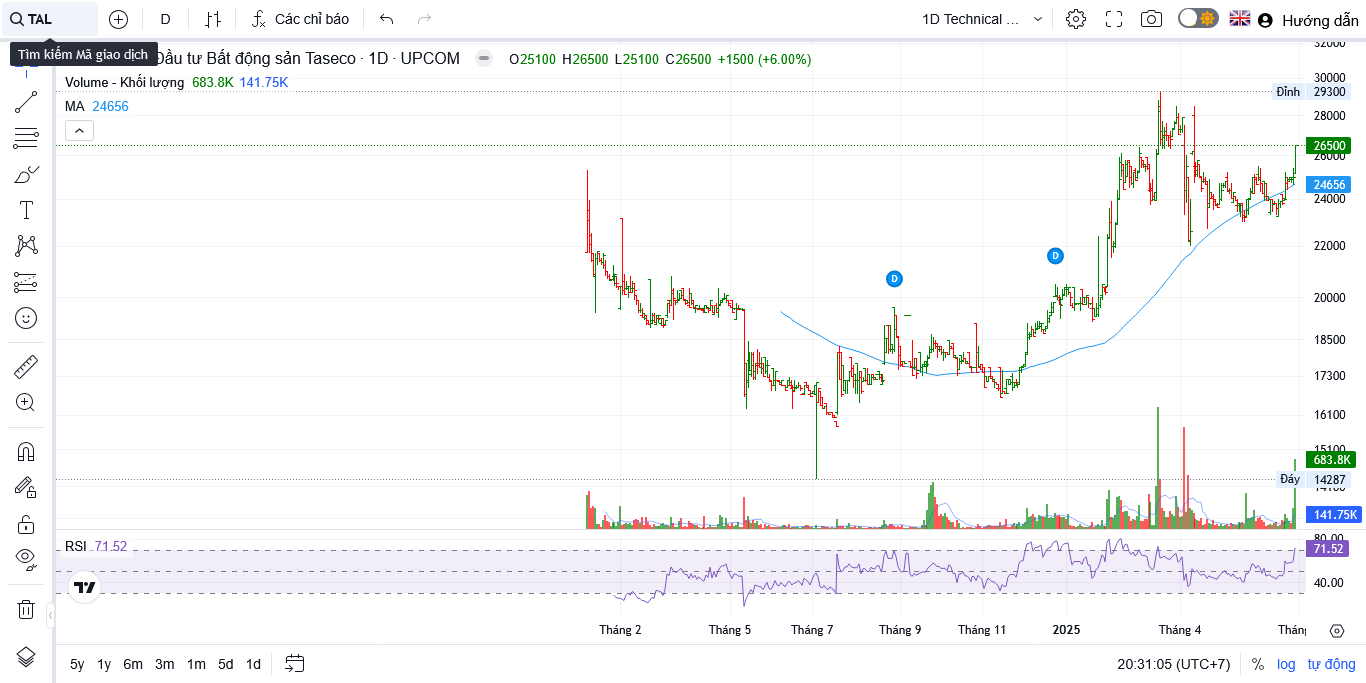 TAL
D
Các chỉ báo
1D Technical ...
Hướng dẫn
Tìm kiếm Mã giao dịch
Đầu tư Bất động sản Taseco · 1D · UPCOM
O25100 H26500 L25100 C26500 +1500 (+6.00%)
Volume - Khối lượng 683.8K 141.75K
MA 24656
32000
30000
Đỉnh 29300
28000
26500
26000
24656
24000
22000
20000
18500
17300
16100
15100
683.8K
Đáy 14287
14100
141.75K
D
D
RSI 71.52
80.00
71.52
40.00
Tháng 2
Tháng 5
Tháng 7
Tháng 9
Tháng 11
2025
Tháng 4
Thán
5y 1y 6m 3m 1m 5d 1d
20:31:05 (UTC+7)
%
log
tự động